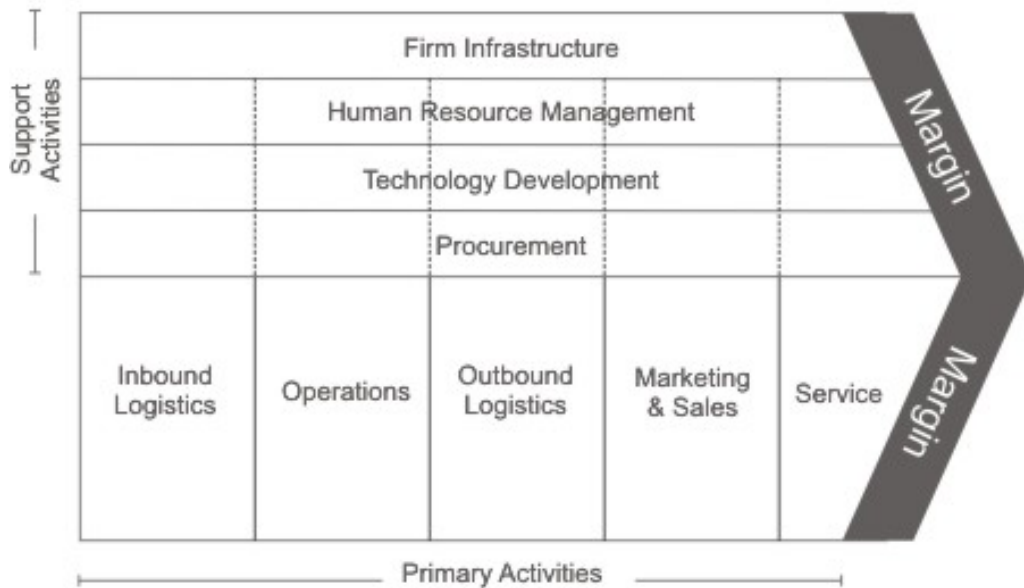 Support
Activities
Firm Infrastructure
Human Resource Management
Technology Development
Procurement
Margin
Inbound
Logistics
Operations
Outbound
Logistics
Marketing
& Sales
Service
Margin
Primary Activities